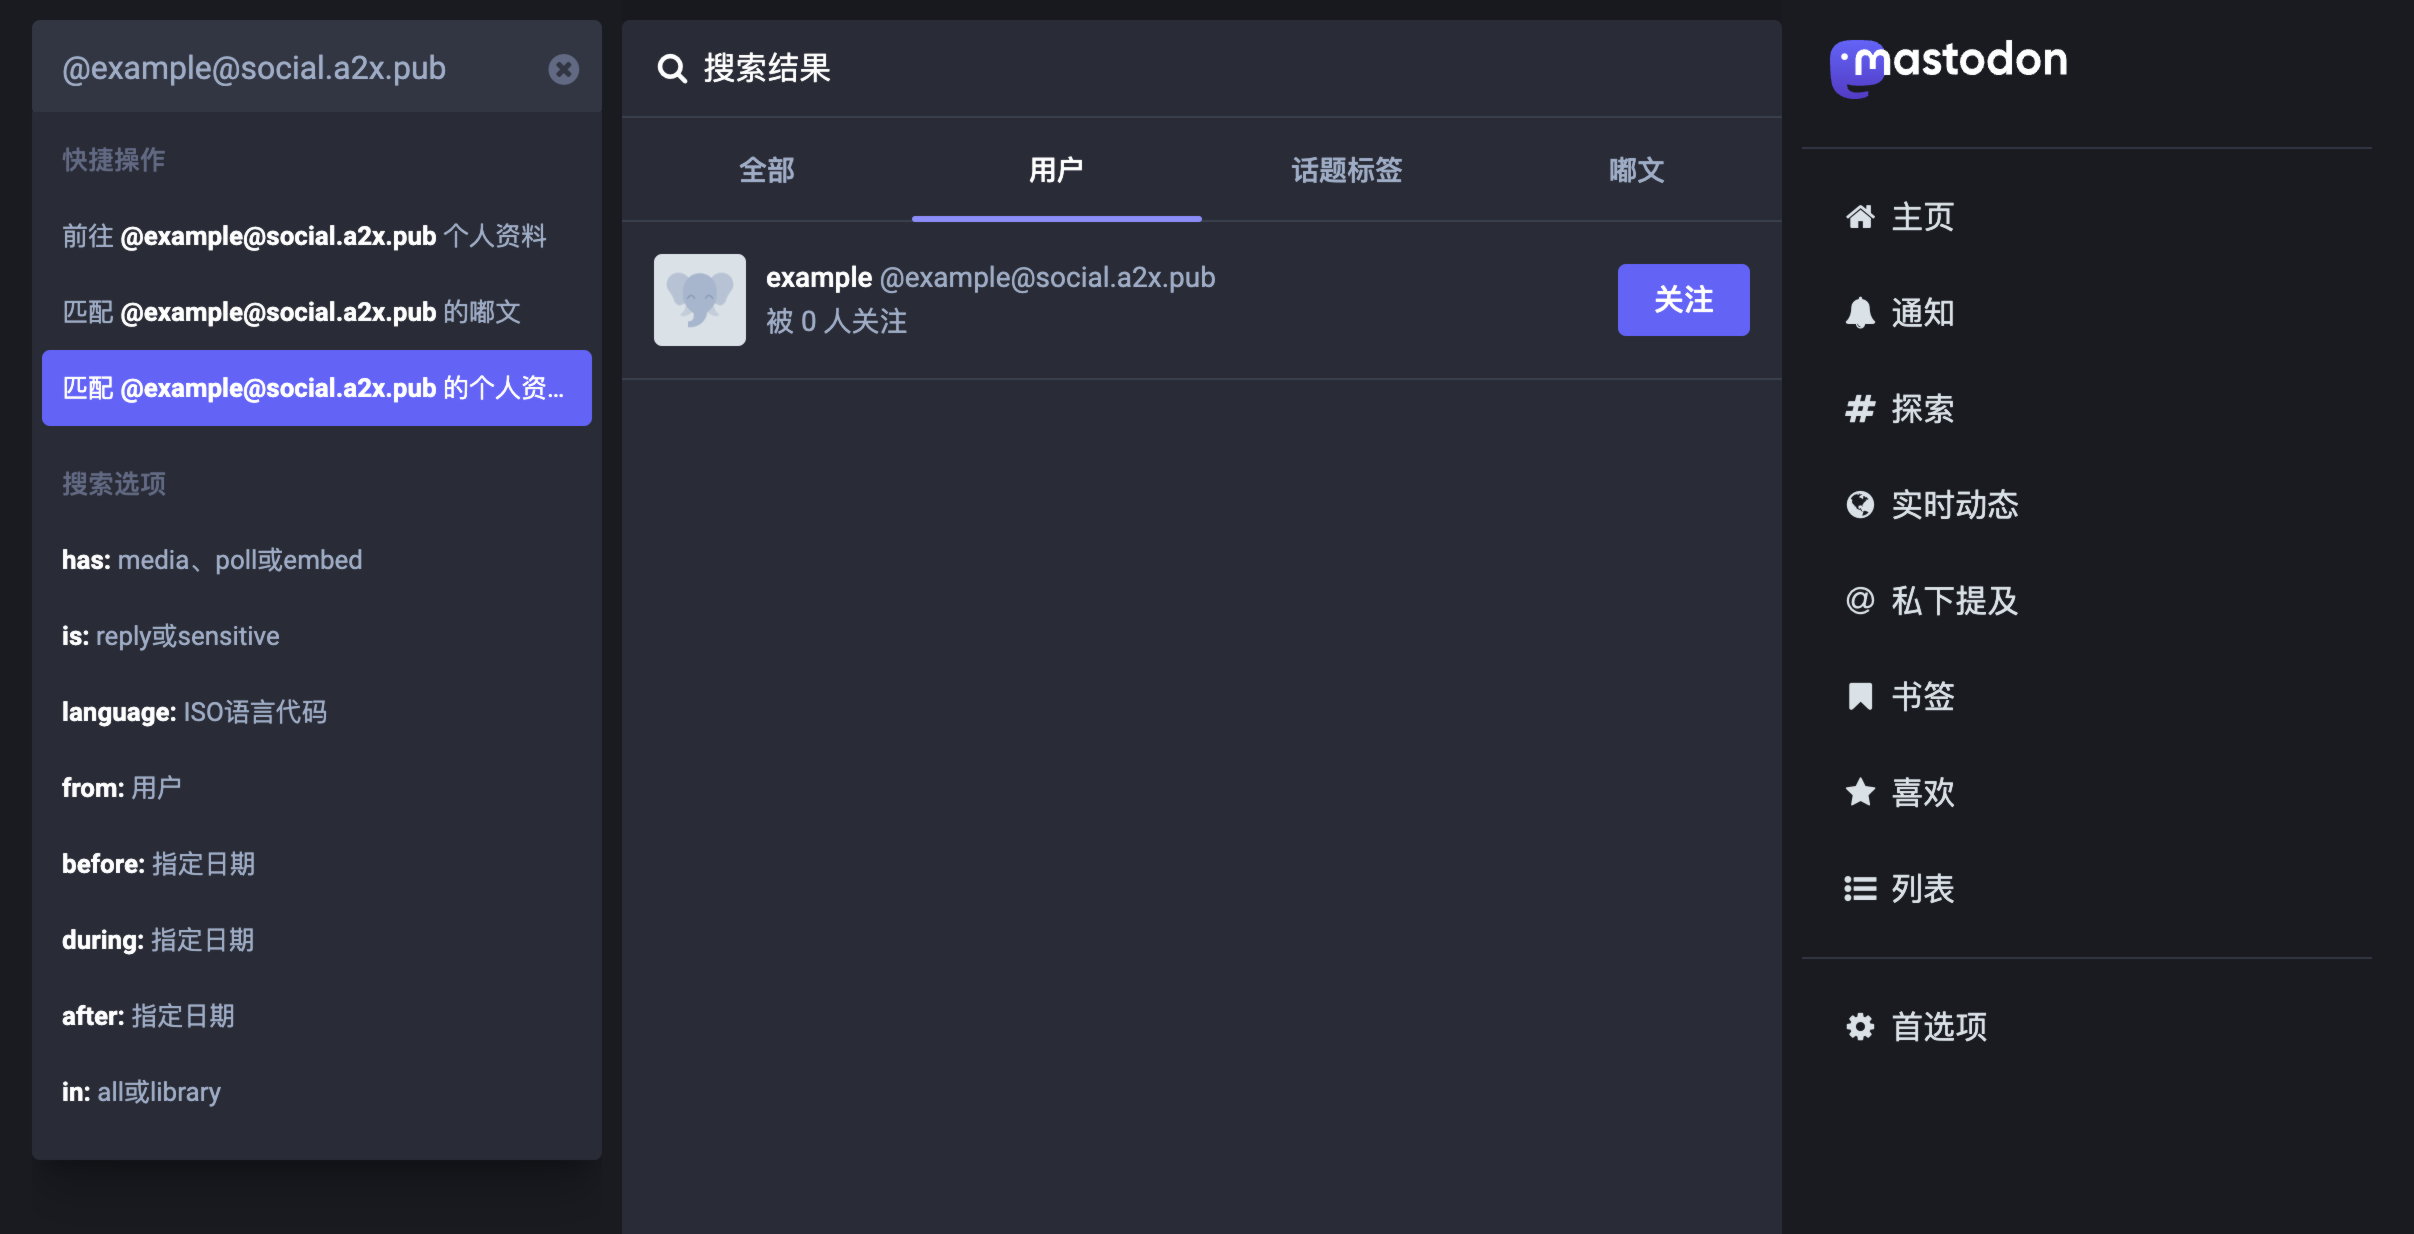 @example@social.a2x.pub
快捷操作
前往 @example@social.a2x.pub 个人资料
匹配 @example@social.a2x.pub 的嘟文
匹配 @example@social.a2x.pub 的个人资…
搜索选项
has: media、poll或embed
is: reply或sensitive
language: ISO语言代码
from: 用户
before: 指定日期
during: 指定日期
after: 指定日期
in: all或library
搜索结果
全部 用户 话题标签 嘟文
example @example@social.a2x.pub
被 0 人关注
关注
mastodon
主页
通知
探索
实时动态
私下提及
书签
喜欢
列表
首选项